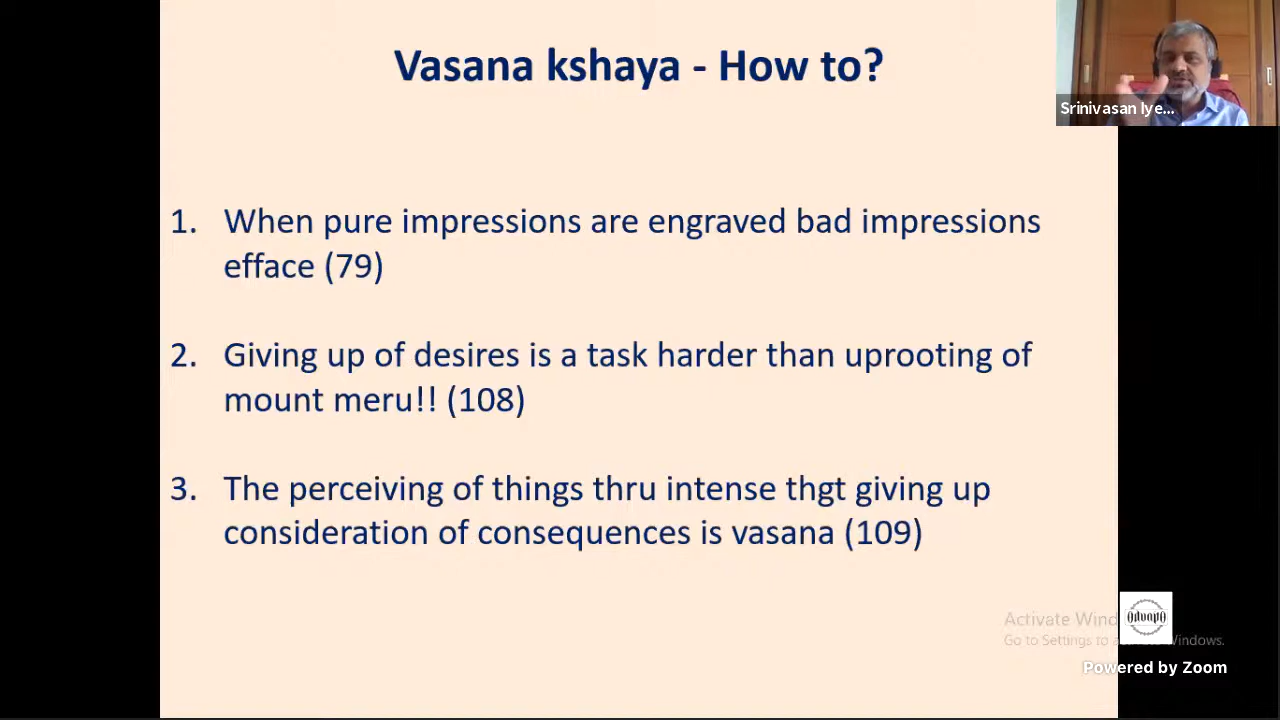 Vasana kshaya - How to?
Srinivasan Iye...
1. When pure impressions are engraved bad impressions
efface (79)
2. Giving up of desires is a task harder than uprooting of
mount meru!! (108)
3. The perceiving of things thru intense thgt giving up
consideration of consequences is vasana (109)
Activate Wind
Go to Settings to a Windows.
Powered by Zoom